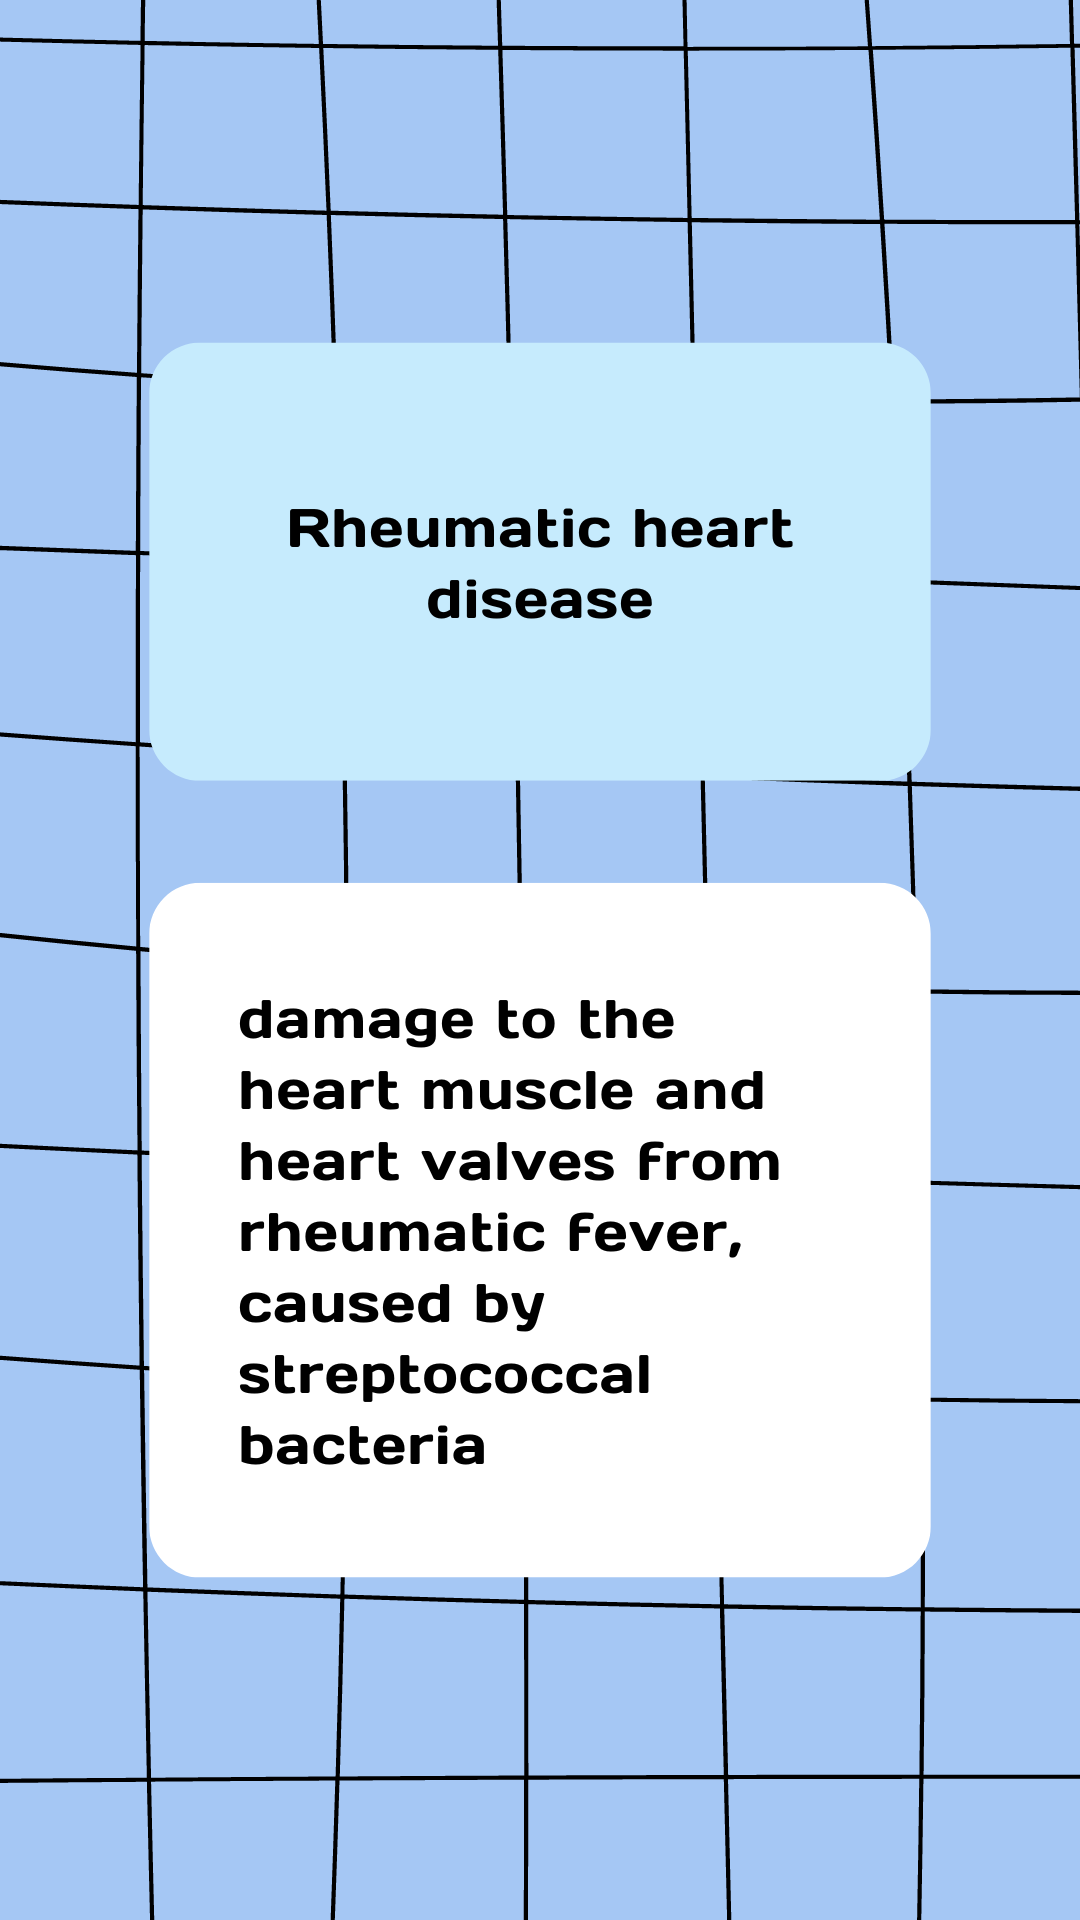 Rheumatic heart
disease
damage to the
heart muscle and
heart valves from
rheumatic fever,
caused by
streptococcal
bacteria